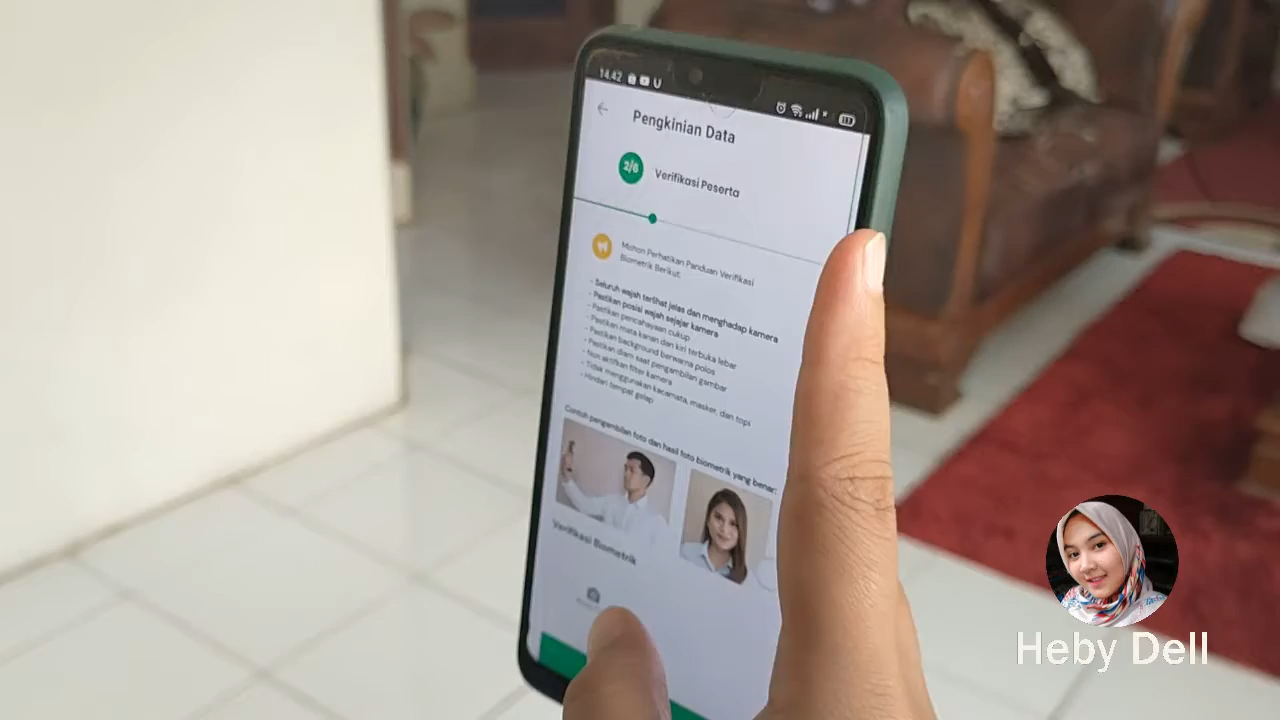 14.42
Pengkinian Data
2/6
Verifikasi Peserta
Mohon Perhatikan Panduan Verifikasi
Biometrik Berikut.
- Seluruh wajah terlihat jelas dan menghadap kamera
- Pastikan posisi wajah sejajar kamera
- Pastikan pencahayaan cukup
- Pastikan mata kanan dan kiri terbuka lebar
- Pastikan background berwarna polos
- Pastikan diam saat pengambilan gambar
- Non aktifkan filter kamera
- Tidak menggunakan kacamata, masker, dan topi
- Hindari tempat gelap
Contoh pengambilan foto dan hasil foto biometrik yang benar:
Verifikasi Biometrik
Heby Dell